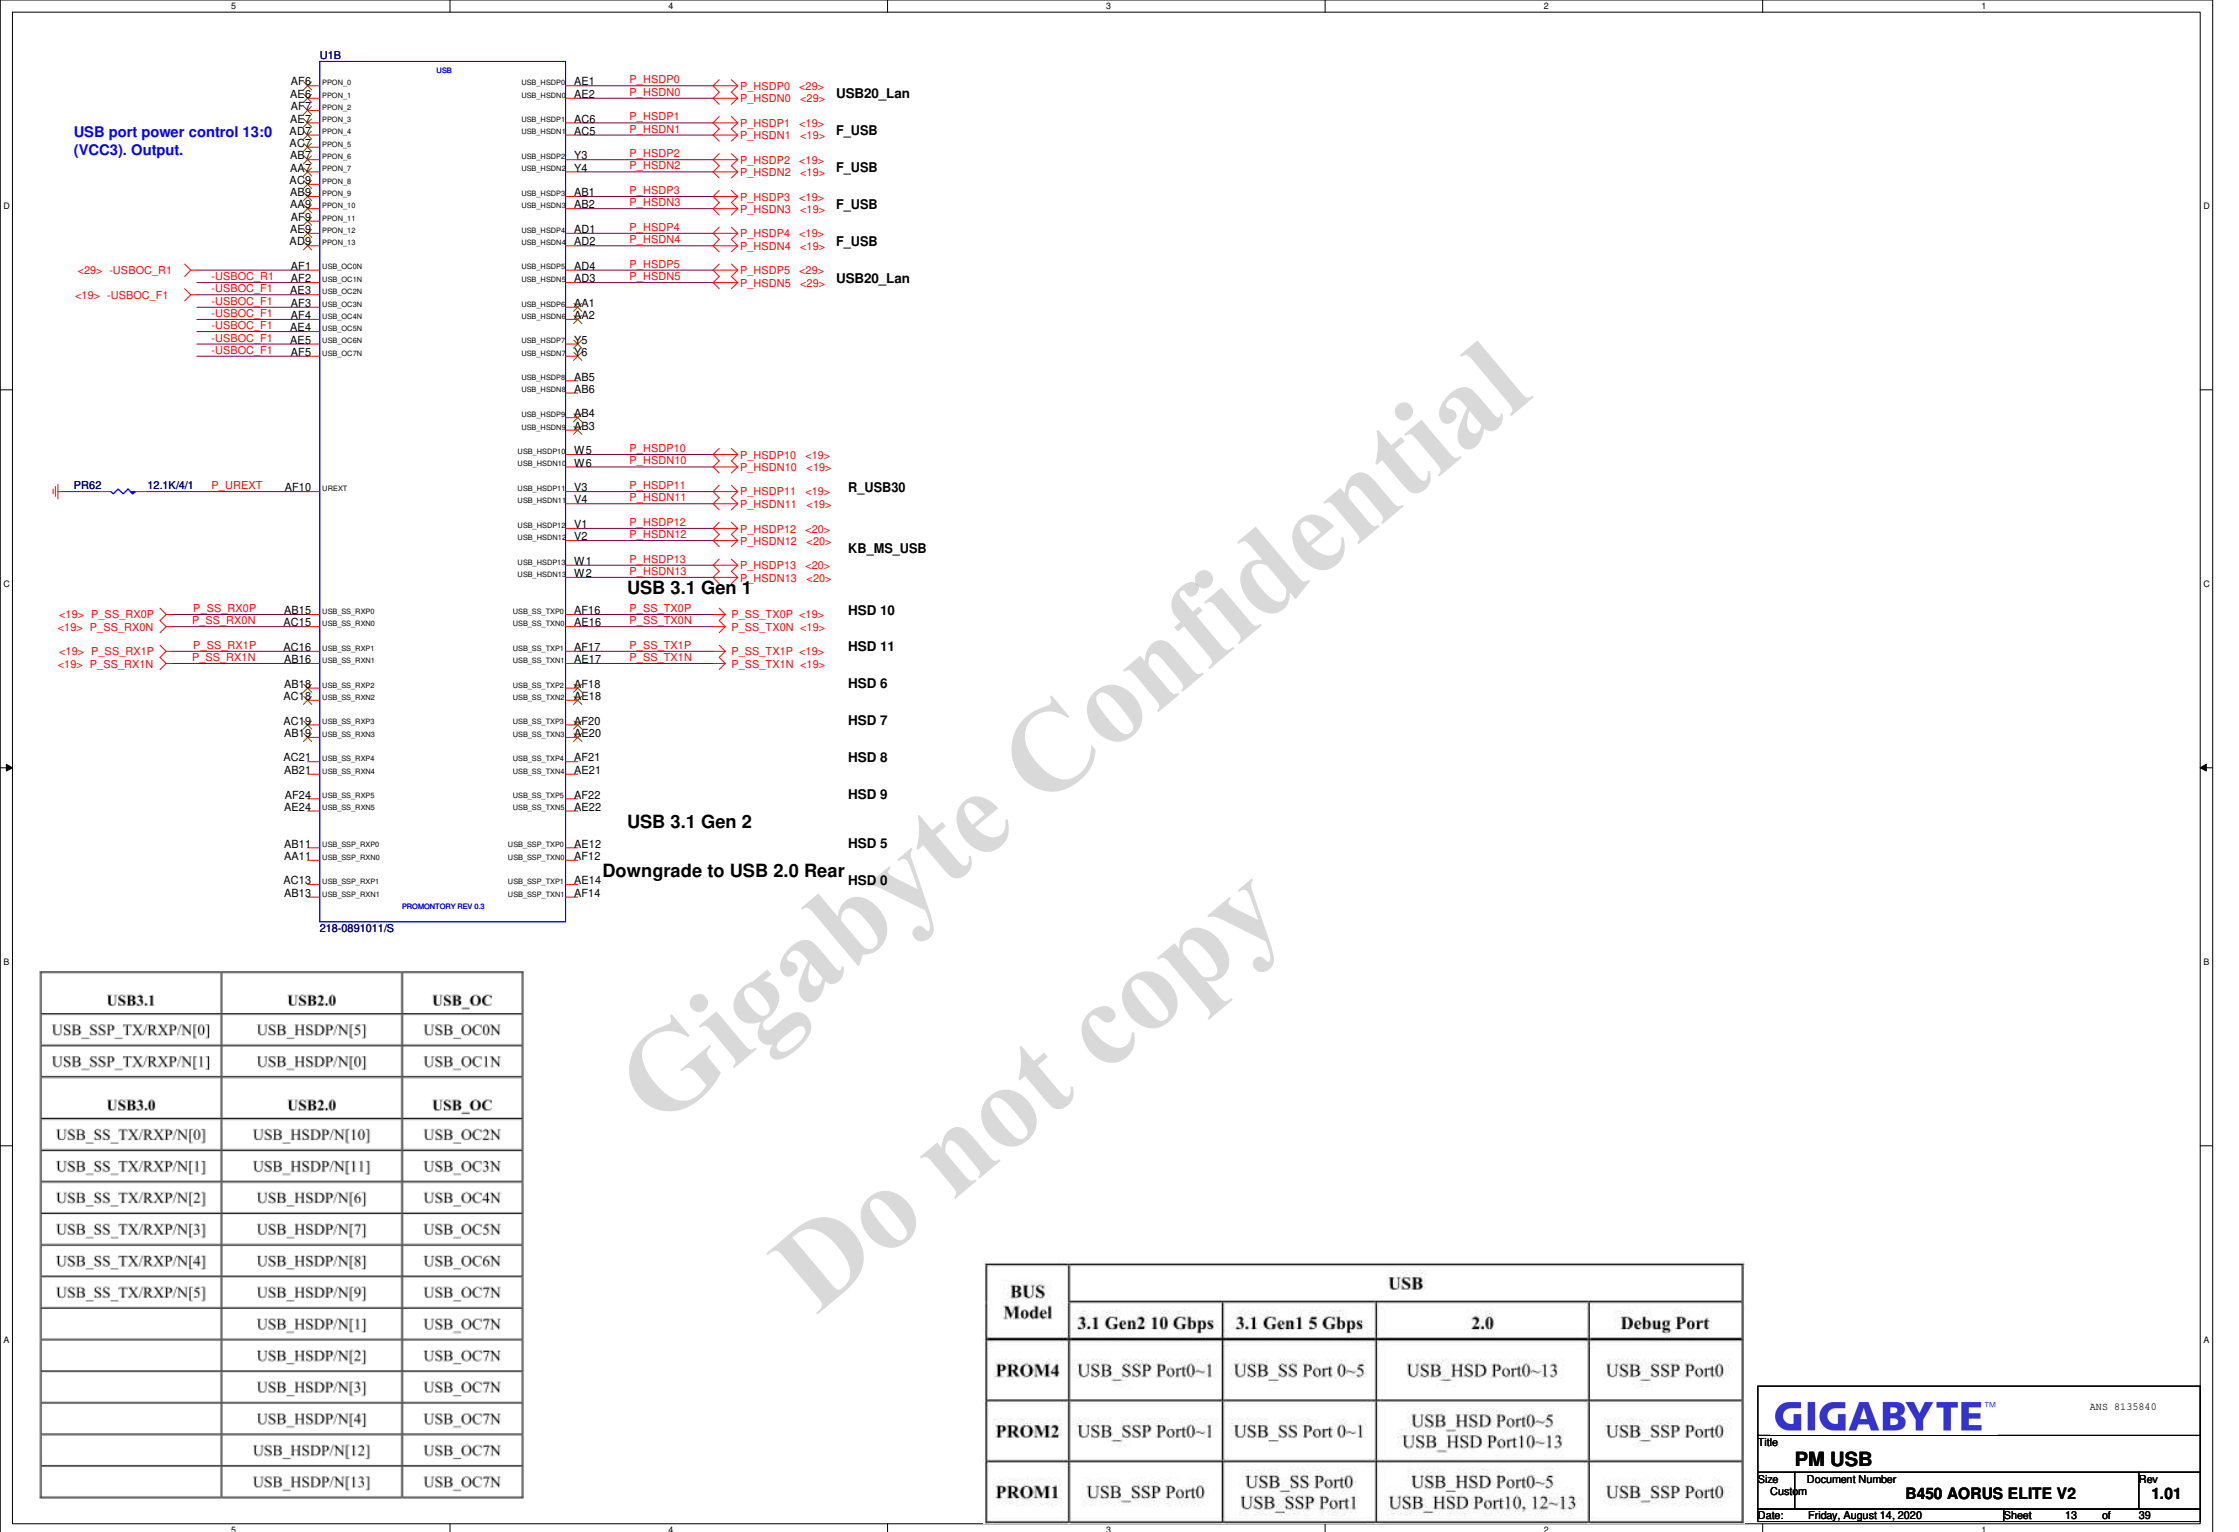 5 4 3 2 1
U1B
USB
USB port power control 13:0
(VCC3). Output.
AF6 PPON_0
AE6 PPON_1
AF7 PPON_2
AE7 PPON_3
AD7 PPON_4
AC7 PPON_5
AB7 PPON_6
AA7 PPON_7
AC9 PPON_8
AB9 PPON_9
AA9 PPON_10
AF9 PPON_11
AE9 PPON_12
AD9 PPON_13
<29> -USBOC_R1 AF1 USB_OC0N
-USBOC_R1 AF2 USB_OC1N
<19> -USBOC_F1 AE3 USB_OC2N
-USBOC_F1 AF3 USB_OC3N
-USBOC_F1 AF4 USB_OC4N
-USBOC_F1 AE4 USB_OC5N
-USBOC_F1 AE5 USB_OC6N
-USBOC_F1 AF5 USB_OC7N
PR62 12.1K/4/1 P_UREXT AF10 UREXT
USB_HSDP0 AE1 P_HSDP0 P_HSDP0 <29>
USB_HSDN0 AE2 P_HSDN0 P_HSDN0 <29>
USB20_Lan
USB_HSDP1 AC6 P_HSDP1 P_HSDP1 <19>
USB_HSDN1 AC5 P_HSDN1 P_HSDN1 <19>
F_USB
USB_HSDP2 Y3 P_HSDP2 P_HSDP2 <19>
USB_HSDN2 Y4 P_HSDN2 P_HSDN2 <19>
F_USB
USB_HSDP3 AB1 P_HSDP3 P_HSDP3 <19>
USB_HSDN3 AB2 P_HSDN3 P_HSDN3 <19>
F_USB
USB_HSDP4 AD1 P_HSDP4 P_HSDP4 <19>
USB_HSDN4 AD2 P_HSDN4 P_HSDN4 <19>
F_USB
USB_HSDP5 AD4 P_HSDP5 P_HSDP5 <29>
USB_HSDN5 AD3 P_HSDN5 P_HSDN5 <29>
USB20_Lan
USB_HSDP6 AA1
USB_HSDN6 AA2
USB_HSDP7 Y5
USB_HSDN7 Y6
USB_HSDP8 AB5
USB_HSDN8 AB6
USB_HSDP9 AB4
USB_HSDN9 AB3
USB_HSDP10 W5 P_HSDP10 P_HSDP10 <19>
USB_HSDN10 W6 P_HSDN10 P_HSDN10 <19>
USB_HSDP11 V3 P_HSDP11 P_HSDP11 <19>
USB_HSDN11 V4 P_HSDN11 P_HSDN11 <19>
R_USB30
USB_HSDP12 V1 P_HSDP12 P_HSDP12 <20>
USB_HSDN12 V2 P_HSDN12 P_HSDN12 <20>
KB_MS_USB
USB_HSDP13 W1 P_HSDP13 P_HSDP13 <20>
USB_HSDN13 W2 P_HSDN13 P_HSDN13 <20>
USB 3.1 Gen 1
<19> P_SS_RX0P P_SS_RX0P AB15 USB_SS_RXP0 USB_SS_TXP0 AF16 P_SS_TX0P P_SS_TX0P <19> HSD 10
<19> P_SS_RX0N P_SS_RX0N AC15 USB_SS_RXN0 USB_SS_TXN0 AE16 P_SS_TX0N P_SS_TX0N <19>
<19> P_SS_RX1P P_SS_RX1P AC16 USB_SS_RXP1 USB_SS_TXP1 AF17 P_SS_TX1P P_SS_TX1P <19> HSD 11
<19> P_SS_RX1N P_SS_RX1N AB16 USB_SS_RXN1 USB_SS_TXN1 AE17 P_SS_TX1N P_SS_TX1N <19>
AB18 USB_SS_RXP2 USB_SS_TXP2 AF18 HSD 6
AC18 USB_SS_RXN2 USB_SS_TXN2 AE18
AC19 USB_SS_RXP3 USB_SS_TXP3 AF20 HSD 7
AB19 USB_SS_RXN3 USB_SS_TXN3 AE20
AC21 USB_SS_RXP4 USB_SS_TXP4 AF21 HSD 8
AB21 USB_SS_RXN4 USB_SS_TXN4 AE21
AF24 USB_SS_RXP5 USB_SS_TXP5 AF22 HSD 9
AE24 USB_SS_RXN5 USB_SS_TXN5 AE22
USB 3.1 Gen 2
AB11 USB_SSP_RXP0 USB_SSP_TXP0 AE12 HSD 5
AA11 USB_SSP_RXN0 USB_SSP_TXN0 AF12
Downgrade to USB 2.0 Rear
AC13 USB_SSP_RXP1 USB_SSP_TXP1 AE14 HSD 0
AB13 USB_SSP_RXN1 USB_SSP_TXN1 AF14
PROMONTORY REV 0.3
218-0891011/S
D D
C C
B B
A A
Gigabyte Confidential
Do not copy
USB3.1 USB2.0 USB_OC
USB_SSP_TX/RXP/N[0] USB_HSDP/N[5] USB_OC0N
USB_SSP_TX/RXP/N[1] USB_HSDP/N[0] USB_OC1N
USB3.0 USB2.0 USB_OC
USB_SS_TX/RXP/N[0] USB_HSDP/N[10] USB_OC2N
USB_SS_TX/RXP/N[1] USB_HSDP/N[11] USB_OC3N
USB_SS_TX/RXP/N[2] USB_HSDP/N[6] USB_OC4N
USB_SS_TX/RXP/N[3] USB_HSDP/N[7] USB_OC5N
USB_SS_TX/RXP/N[4] USB_HSDP/N[8] USB_OC6N
USB_SS_TX/RXP/N[5] USB_HSDP/N[9] USB_OC7N
USB_HSDP/N[1] USB_OC7N
USB_HSDP/N[2] USB_OC7N
USB_HSDP/N[3] USB_OC7N
USB_HSDP/N[4] USB_OC7N
USB_HSDP/N[12] USB_OC7N
USB_HSDP/N[13] USB_OC7N
BUS Model USB
3.1 Gen2 10 Gbps 3.1 Gen1 5 Gbps 2.0 Debug Port
PROM4 USB_SSP Port0~1 USB_SS Port 0~5 USB_HSD Port0~13 USB_SSP Port0
PROM2 USB_SSP Port0~1 USB_SS Port 0~1 USB_HSD Port0~5 USB_HSD Port10~13 USB_SSP Port0
PROM1 USB_SSP Port0 USB_SS Port0 USB_SSP Port1 USB_HSD Port0~5 USB_HSD Port10, 12~13 USB_SSP Port0
GIGABYTE™ ANS 8135840
Title
PM USB
Size Document Number Rev
Custom B450 AORUS ELITE V2 1.01
Date: Friday, August 14, 2020 Sheet 13 of 39
5 4 3 2 1